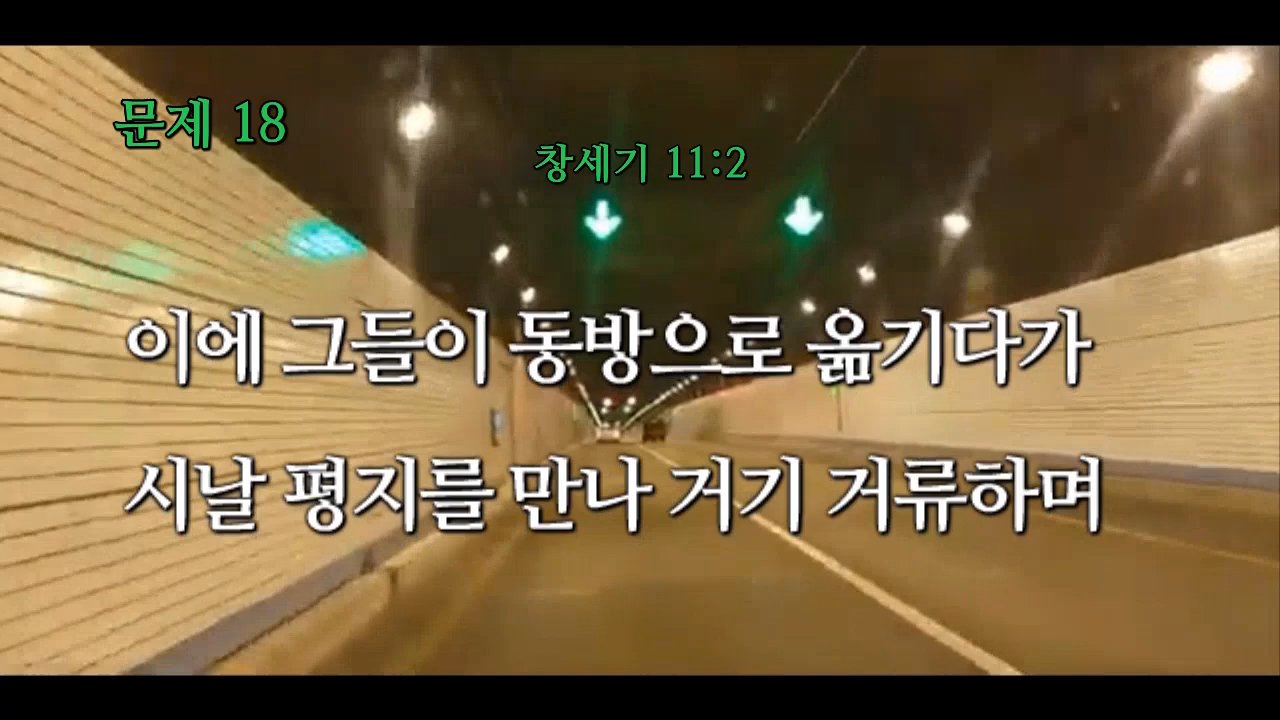 문제 18
창세기 11:2
이에 그들이 동방으로 옮기다가
시날 평지를 만나 거기 거류하며